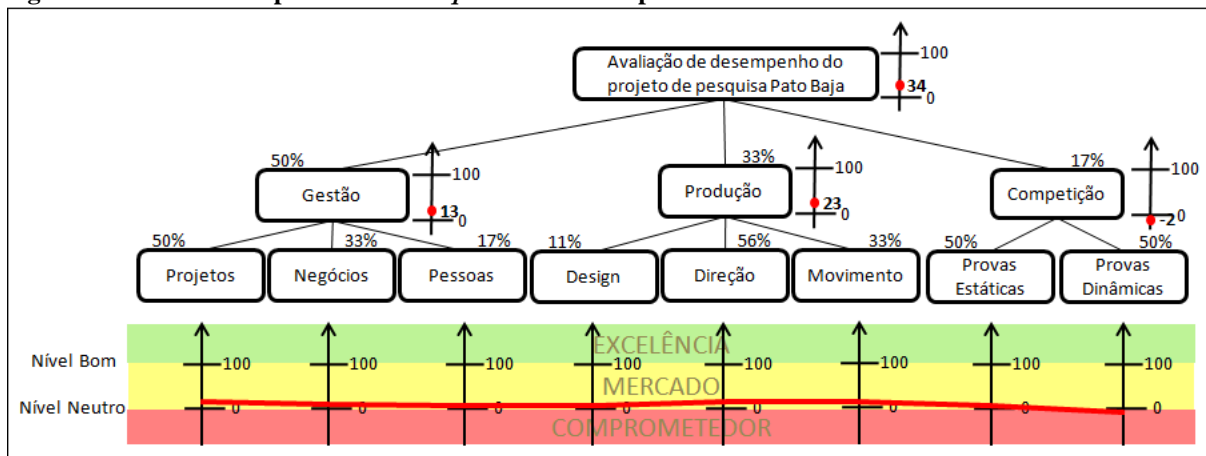 100
Avaliação de desempenho do
projeto de pesquisa Pato Baja
34
0
50%
33%
17%
100
100
100
Gestão
Produção
Competição
13
0
23
0
0
-2
50%
33%
17%
11%
56%
33%
50%
50%
Projetos
Negócios
Pessoas
Design
Direção
Movimento
Provas
Estáticas
Provas
Dinâmicas
EXCELÊNCIA
Nível Bom
100
100
100
100
100
100
100
100
MERCADO
Nível Neutro
0
0
0
0
0
0
0
0
COMPROMETEDOR